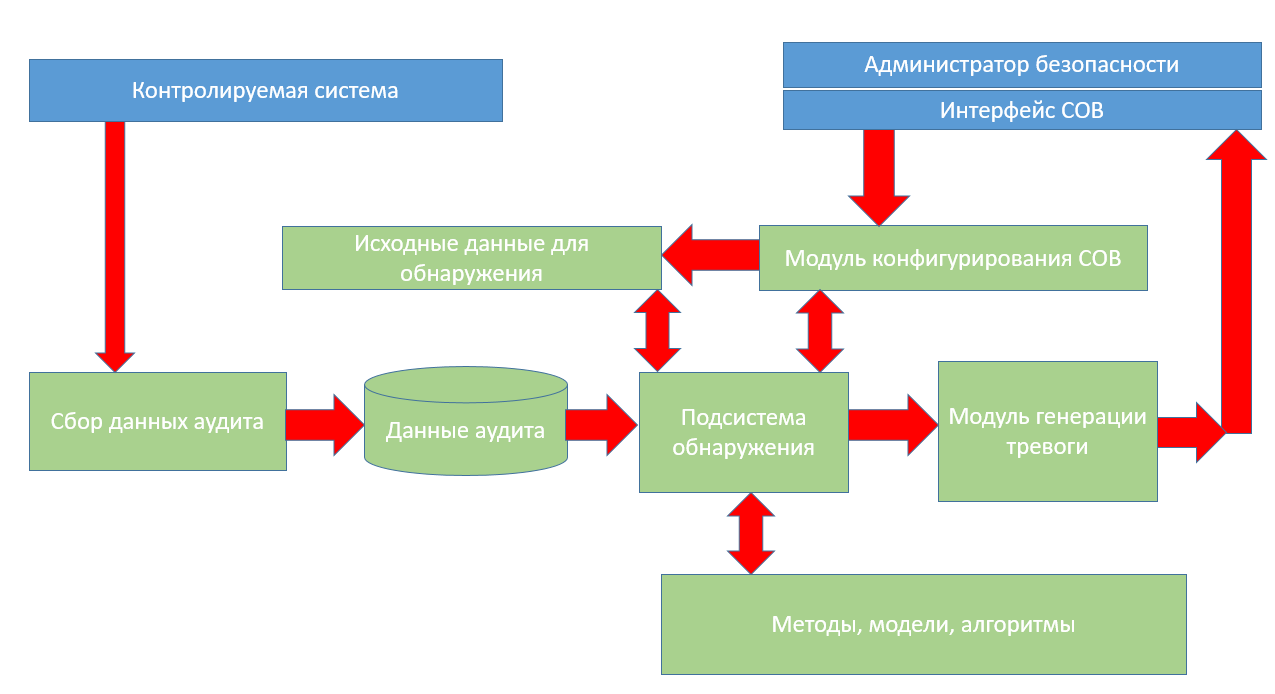 Администратор безопасности
Контролируемая система
Интерфейс СОВ
Исходные данные для
обнаружения
Модуль конфигурирования СОВ
Сбор данных аудита
Данные аудита
Подсистема
обнаружения
Модуль генерации
тревоги
Методы, модели, алгоритмы